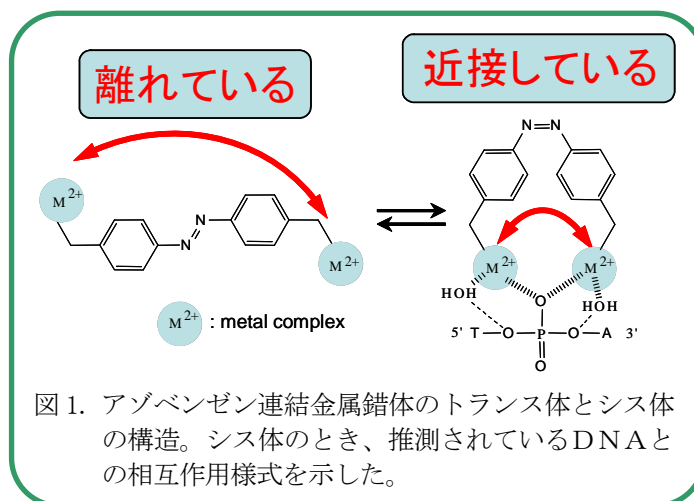 離れている
近接している
N=N
M2+
N
N
M2+
M2+
M2+
HOH
HOH
O
M2+ : metal complex
5' T—O—P—O—A 3'
O
図1. アゾベンゼン連結金属錯体のトランス体とシス体
の構造。シス体のとき、推測されているDNAと
の相互作用様式を示した。